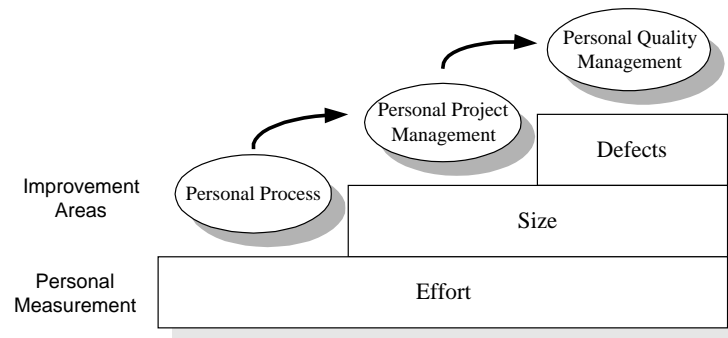 Personal Quality
Management
Personal Project
Management
Defects
Improvement
Areas
Personal Process
Size
Personal
Measurement
Effort